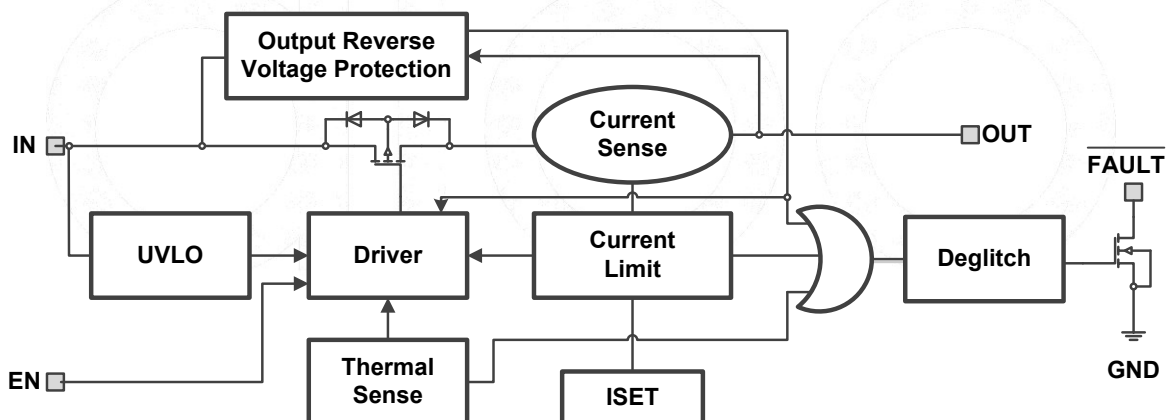 Output Reverse
Voltage Protection
IN
Current
Sense
OUT
FAULT
UVLO
Driver
Current
Limit
Deglitch
EN
Thermal
Sense
ISET
GND